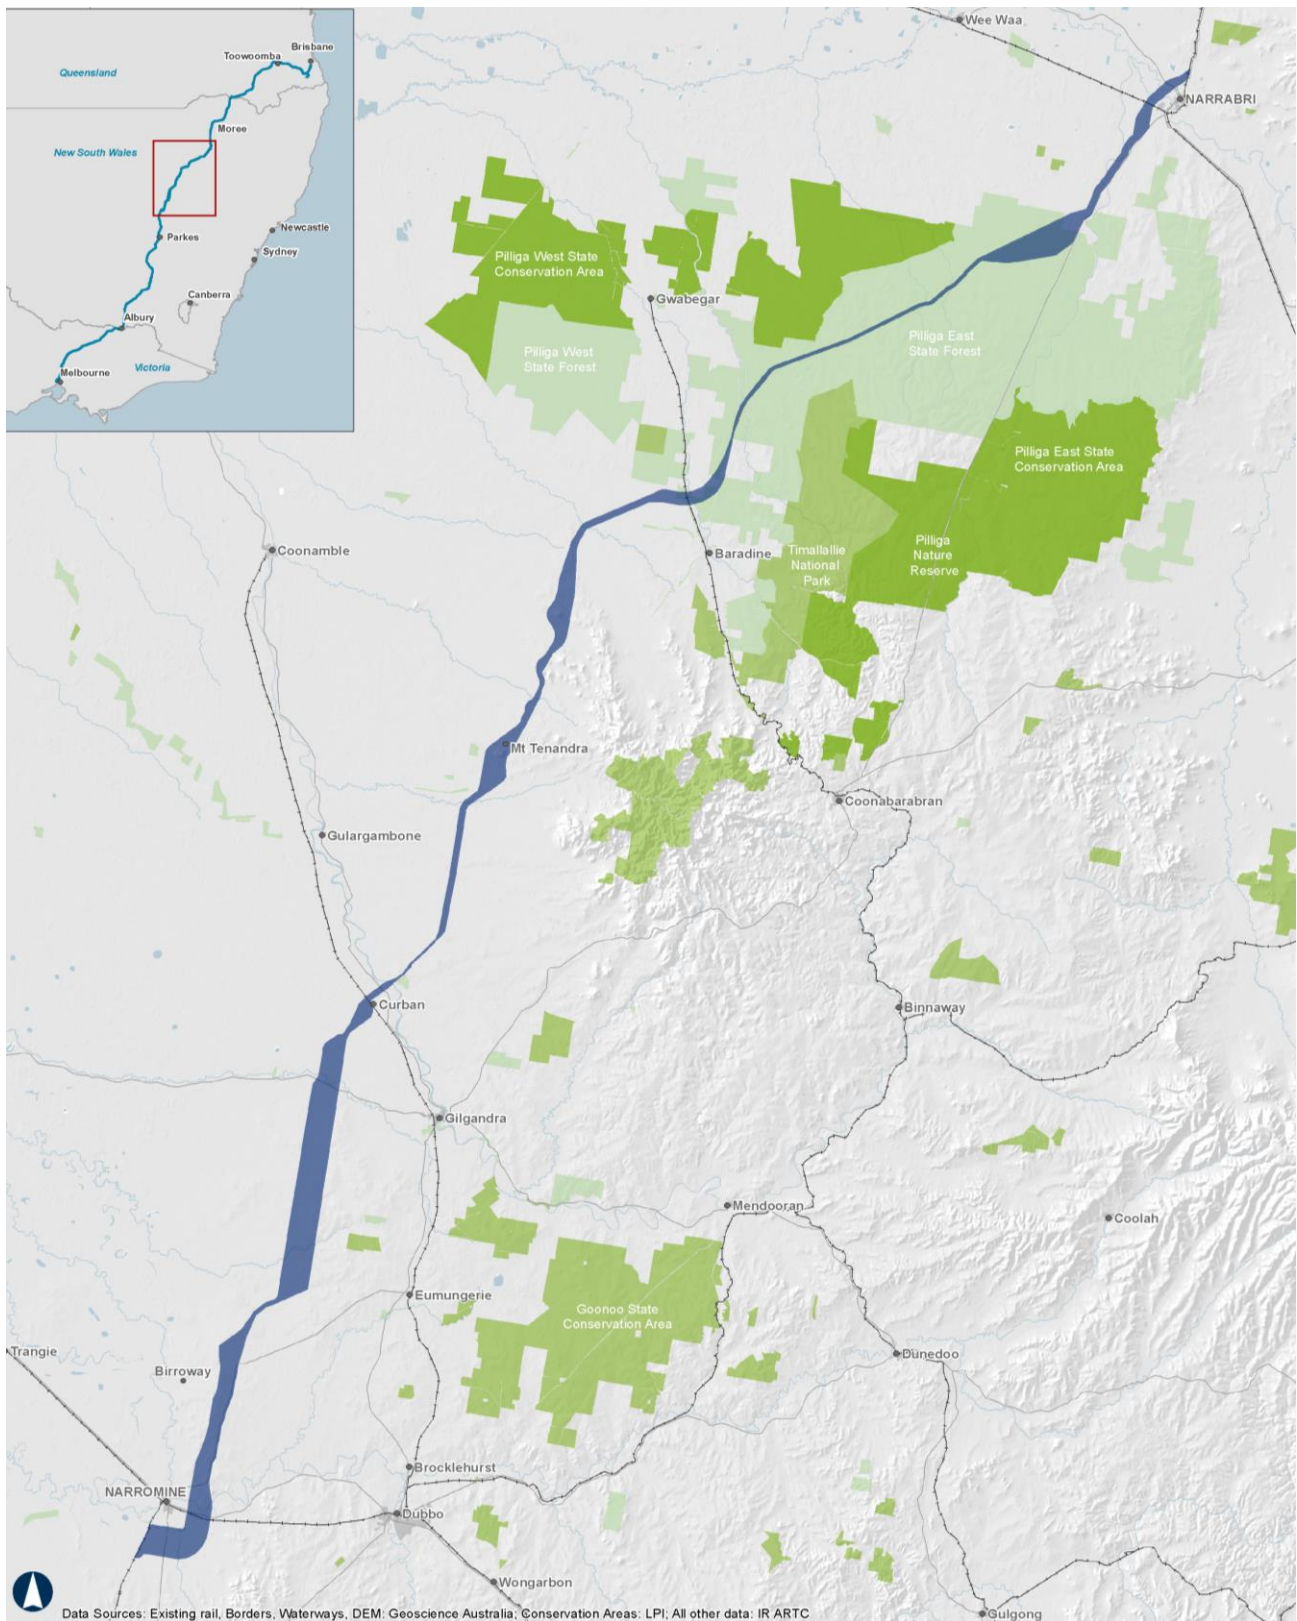 Brisbane
Toowoomba
Queensland
Moree
New South Wales
Parkes
Newcastle
Sydney
Canberra
Albury
Victoria
Melbourne
Wee Waa
NARRABRI
Pilliga West State
Conservation Area
Gwabegar
Pilliga West
State Forest
Pilliga East
State Forest
Pilliga East State
Conservation Area
Coonamble
Baradine
Timallallie
National
Park
Pilliga
Nature
Reserve
Mt Tenandra
Coonabarabran
Gulargambone
Curban
Binnaway
Gilgandra
Mendooran
Coolah
Eumungerie
Goonoo State
Conservation Area
Trangie
Birroway
Dunedoo
Brocklehurst
NARROMINE
Dubbo
Wongarbon
Gulgong
Data Sources: Existing rail, Borders, Waterways, DEM: Geoscience Australia; Conservation Areas: LPI; All other data: IR ARTC